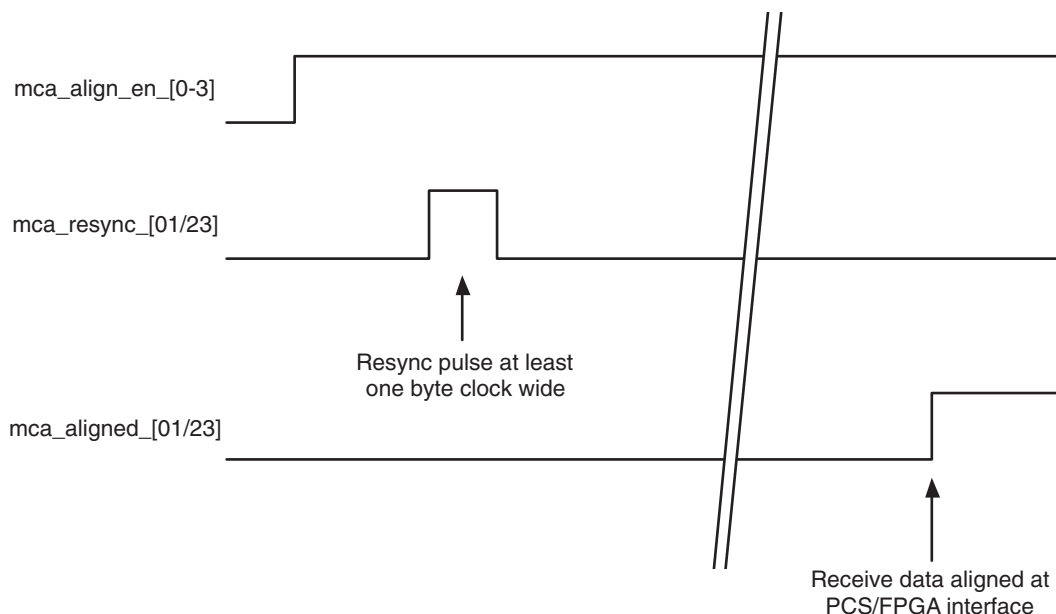 mca_align_en_[0-3]
mca_resync_[01/23]
Resync pulse at least
one byte clock wide
mca_aligned_[01/23]
Receive data aligned at
PCS/FPGA interface